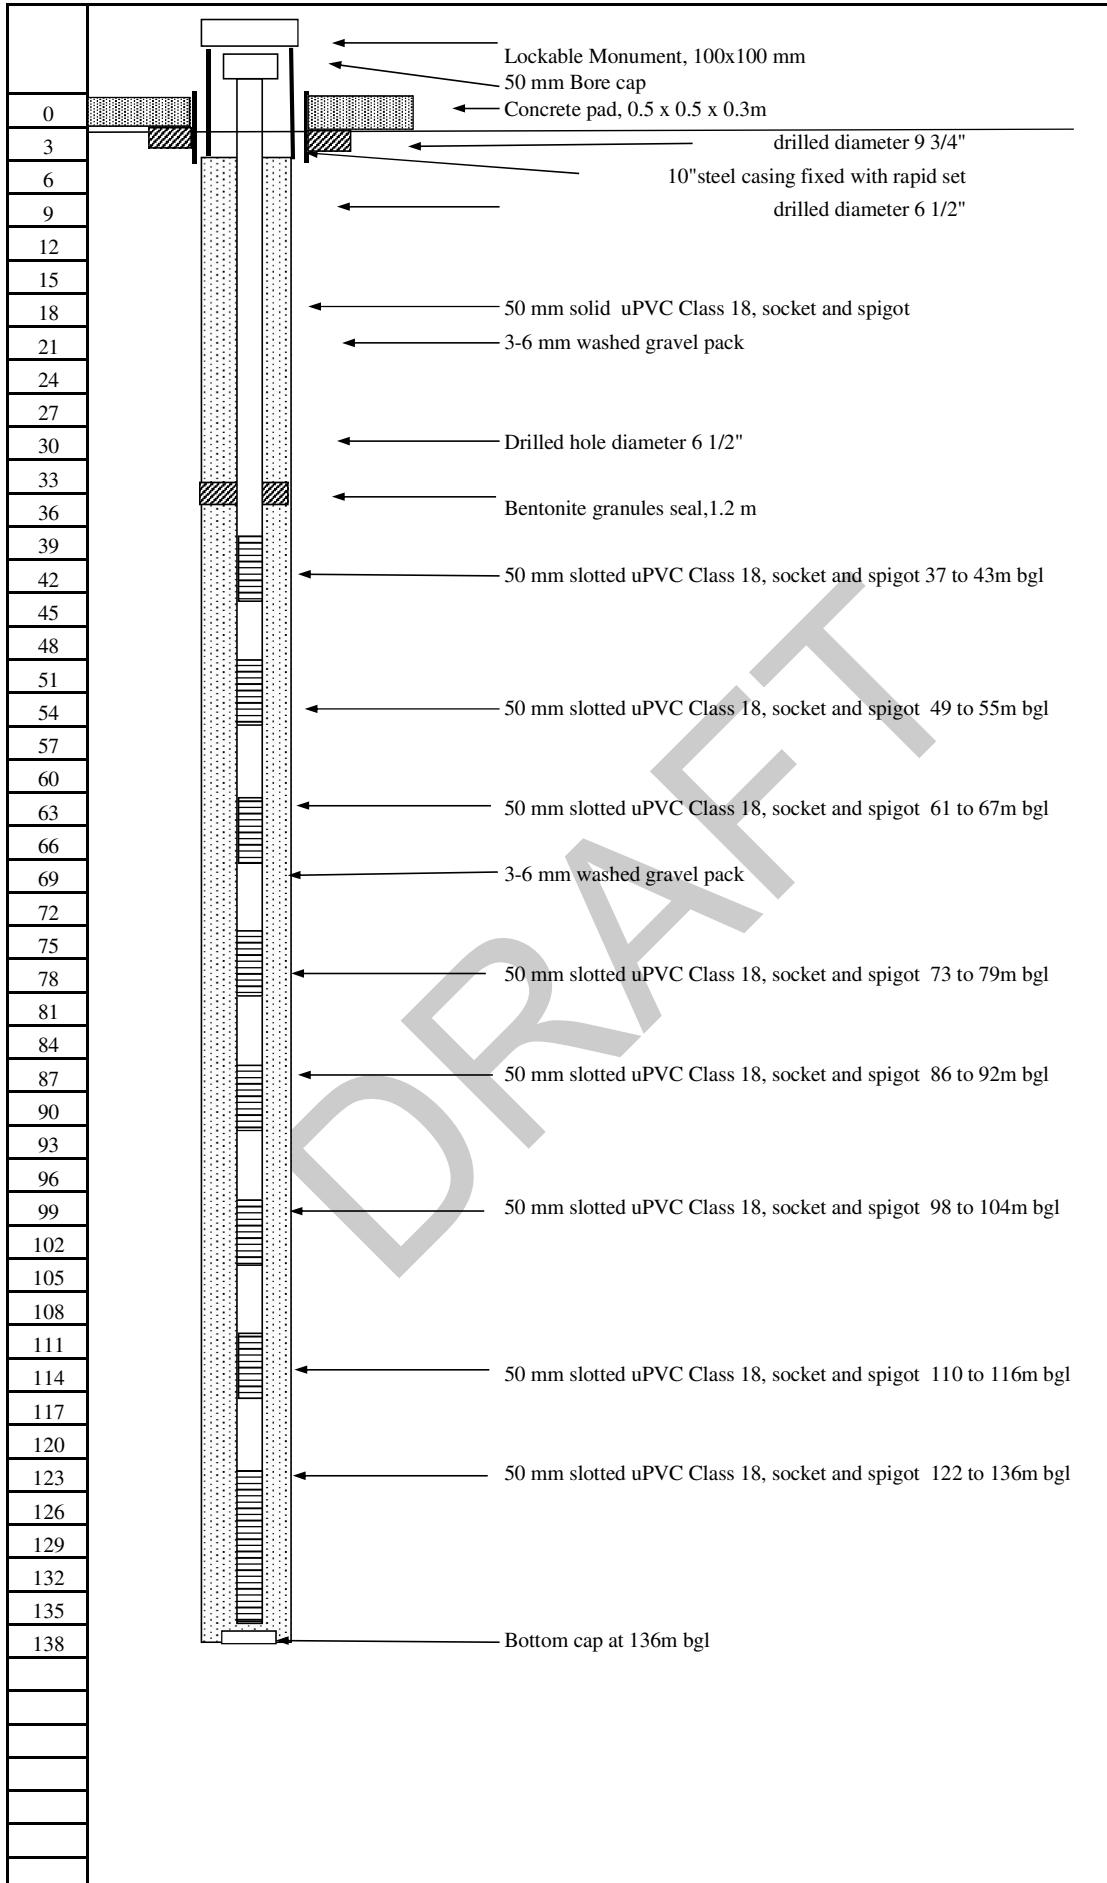 Lockable Monument, 100x100 mm
50 mm Bore cap
0
Concrete pad, 0.5 x 0.5 x 0.3m
3
drilled diameter 9 3/4"
6
10"steel casing fixed with rapid set
9
drilled diameter 6 1/2"
12
15
18
50 mm solid uPVC Class 18, socket and spigot
21
3-6 mm washed gravel pack
24
27
30
Drilled hole diameter 6 1/2"
33
36
Bentonite granules seal,1.2 m
39
42
50 mm slotted uPVC Class 18, socket and spigot 37 to 43m bgl
45
48
51
54
50 mm slotted uPVC Class 18, socket and spigot 49 to 55m bgl
57
60
63
50 mm slotted uPVC Class 18, socket and spigot 61 to 67m bgl
66
69
3-6 mm washed gravel pack
72
75
78
50 mm slotted uPVC Class 18, socket and spigot 73 to 79m bgl
81
84
87
50 mm slotted uPVC Class 18, socket and spigot 86 to 92m bgl
90
93
96
99
50 mm slotted uPVC Class 18, socket and spigot 98 to 104m bgl
102
105
108
111
114
50 mm slotted uPVC Class 18, socket and spigot 110 to 116m bgl
117
120
123
50 mm slotted uPVC Class 18, socket and spigot 122 to 136m bgl
126
129
132
135
138
Bottom cap at 136m bgl
DRAFT